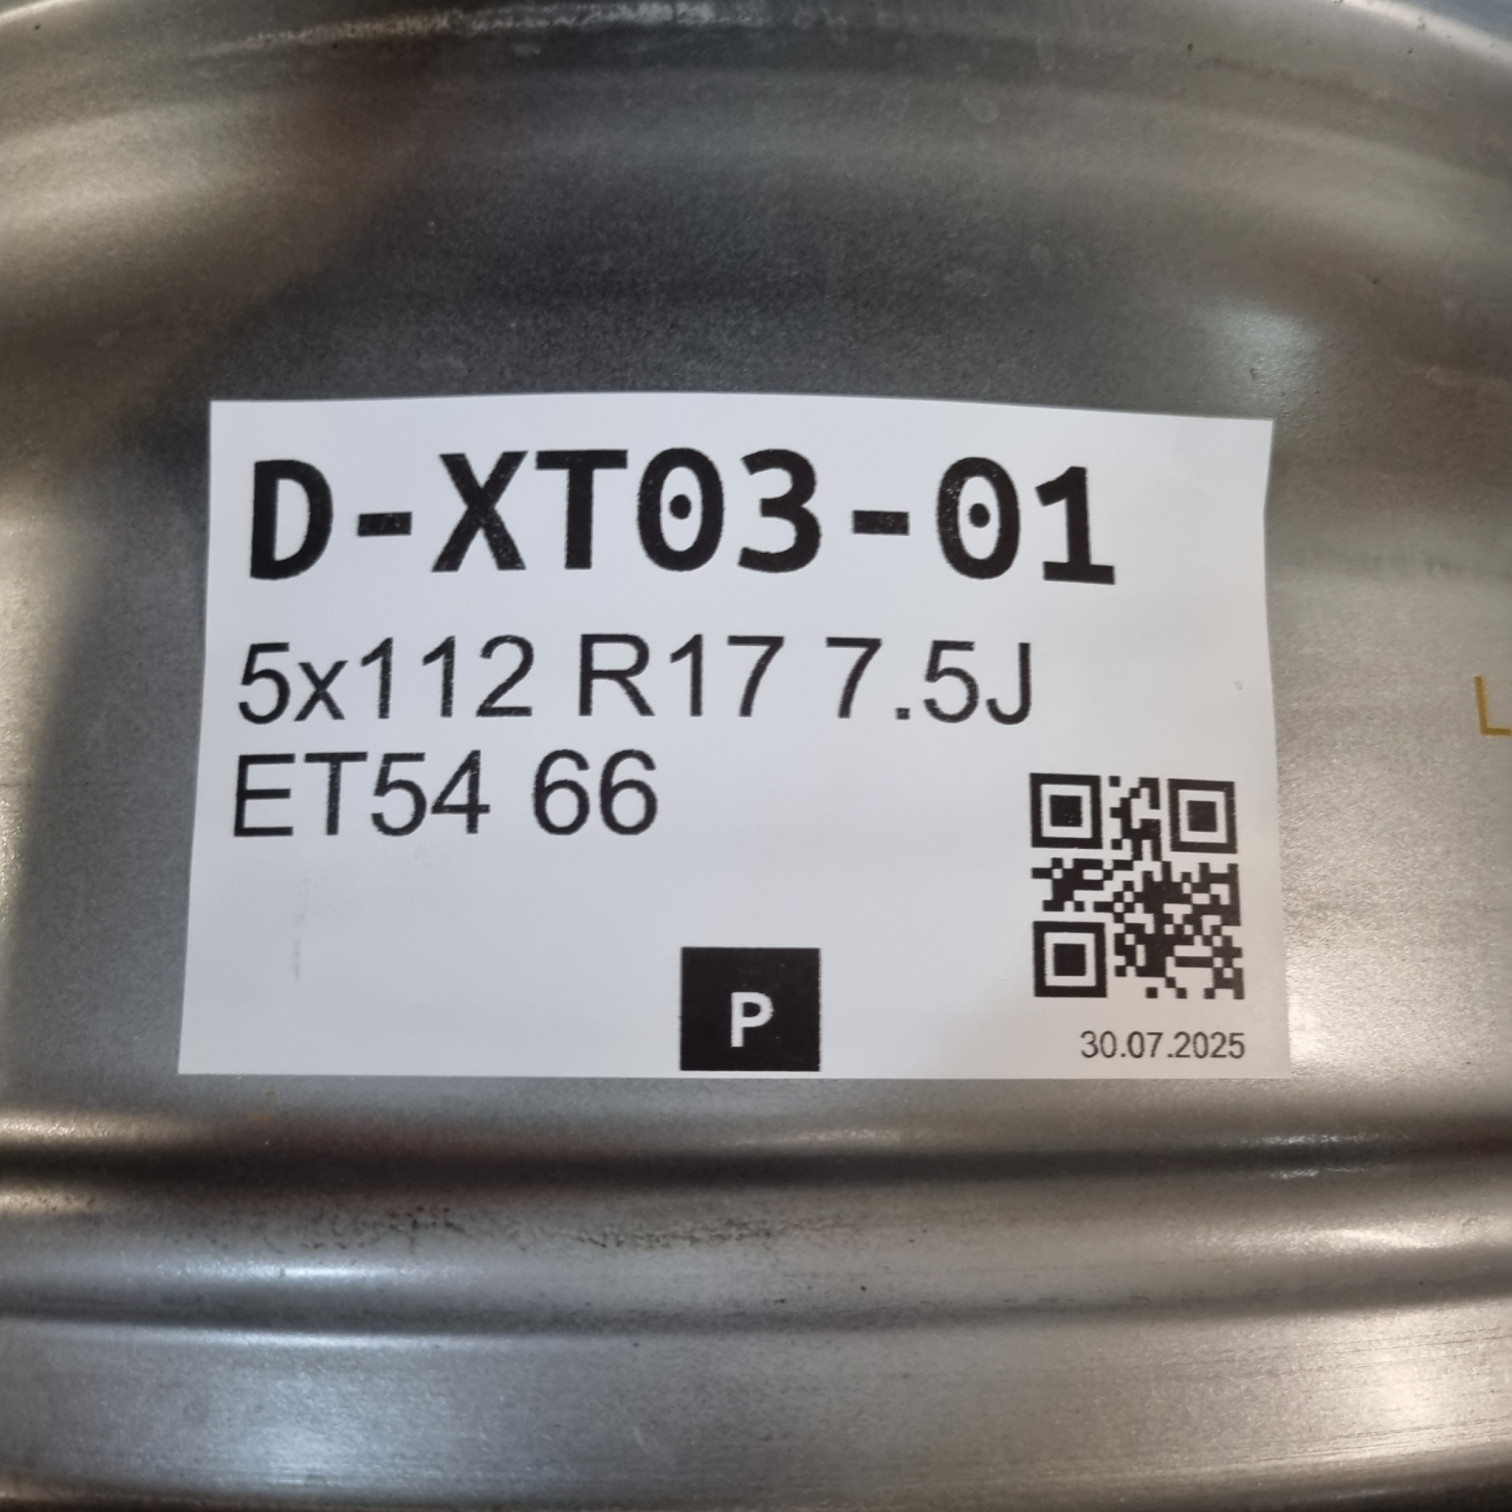 D-XT03-01
5x112 R17 7.5J
ET54 66
P
30.07.2025
L